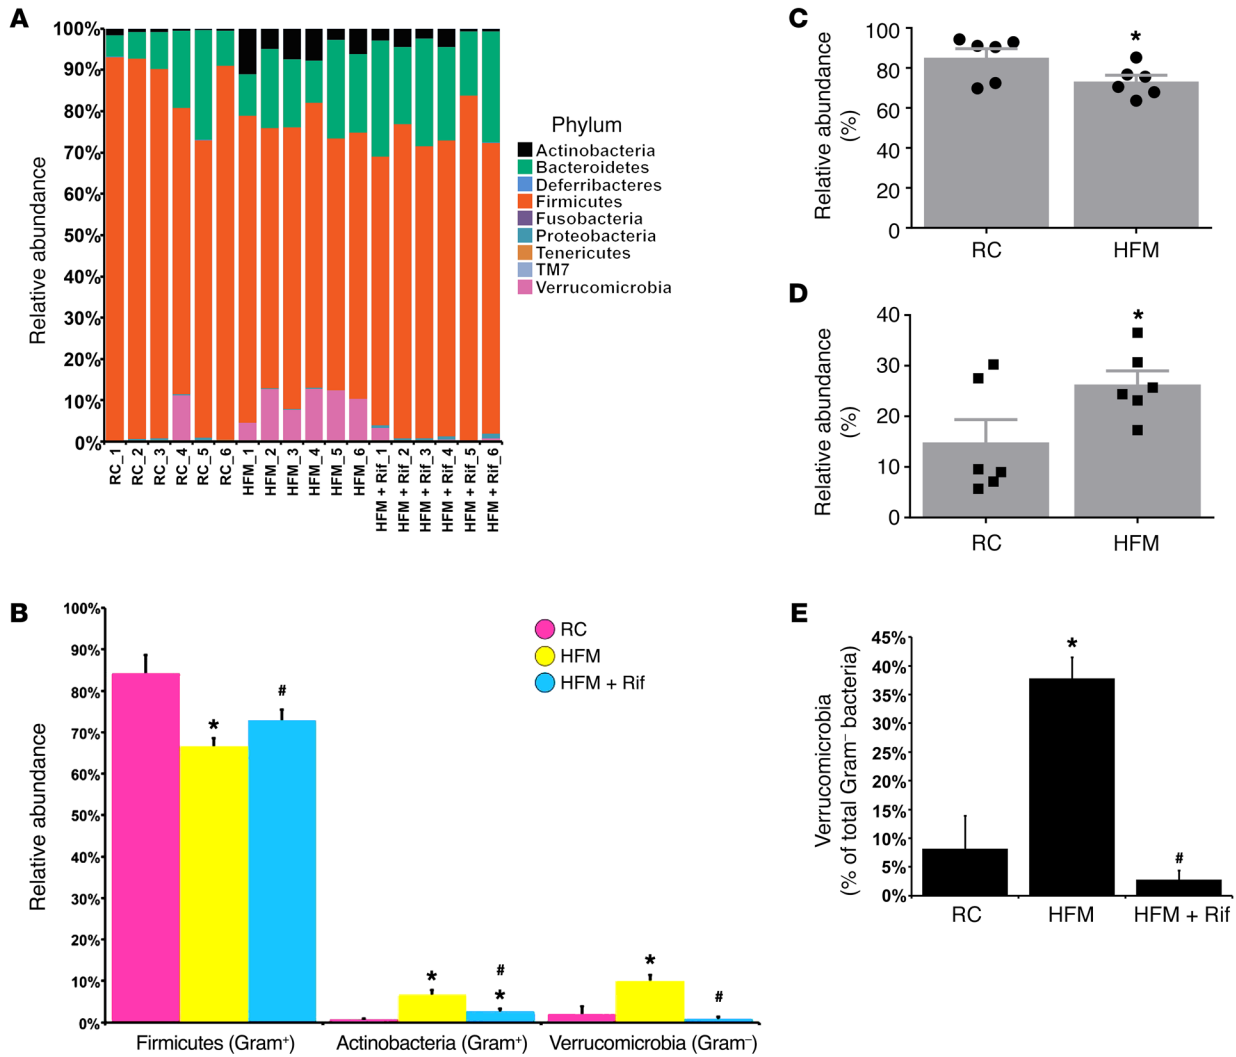 A
100%
90%
80%
70%
60%
50%
40%
30%
20%
10%
0%
Relative abundance
RC_1
RC_2
RC_3
RC_4
RC_5
RC_6
HFM_1
HFM_2
HFM_3
HFM_4
HFM_5
HFM_6
HFM + Rif_1
HFM + Rif_2
HFM + Rif_3
HFM + Rif_4
HFM + Rif_5
HFM + Rif_6
Phylum
Actinobacteria
Bacteroidetes
Deferribacteres
Firmicutes
Fusobacteria
Proteobacteria
Tenericutes
TM7
Verrucomicrobia
C
Relative abundance
(%)
100
80
60
40
20
0
*
RC
HFM
D
Relative abundance
(%)
40
30
20
10
0
*
RC
HFM
B
Relative abundance
100%
90%
80%
70%
60%
50%
40%
30%
20%
10%
0%
RC
HFM
HFM + Rif
*
#
*
#
*
*
#
Firmicutes (Gram⁺)
Actinobacteria (Gram⁺)
Verrucomicrobia (Gram⁻)
E
Verrucomicrobia
(% of total Gram⁻ bacteria)
45%
40%
35%
30%
25%
20%
15%
10%
5%
0%
*
#
RC
HFM
HFM + Rif